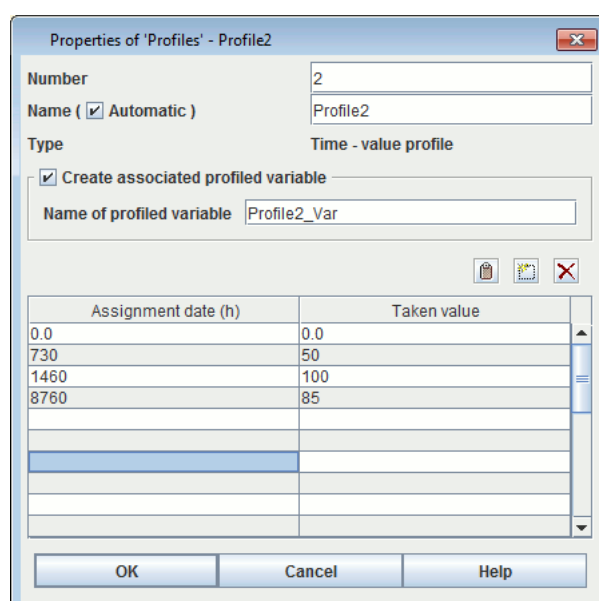 Properties of 'Profiles' - Profile2
Number 2
Name ( Automatic ) Profile2
Type Time - value profile
Create associated profiled variable
Name of profiled variable Profile2_Var
Assignment date (h) Taken value
0.0 0.0
730 50
1460 100
8760 85
OK Cancel Help